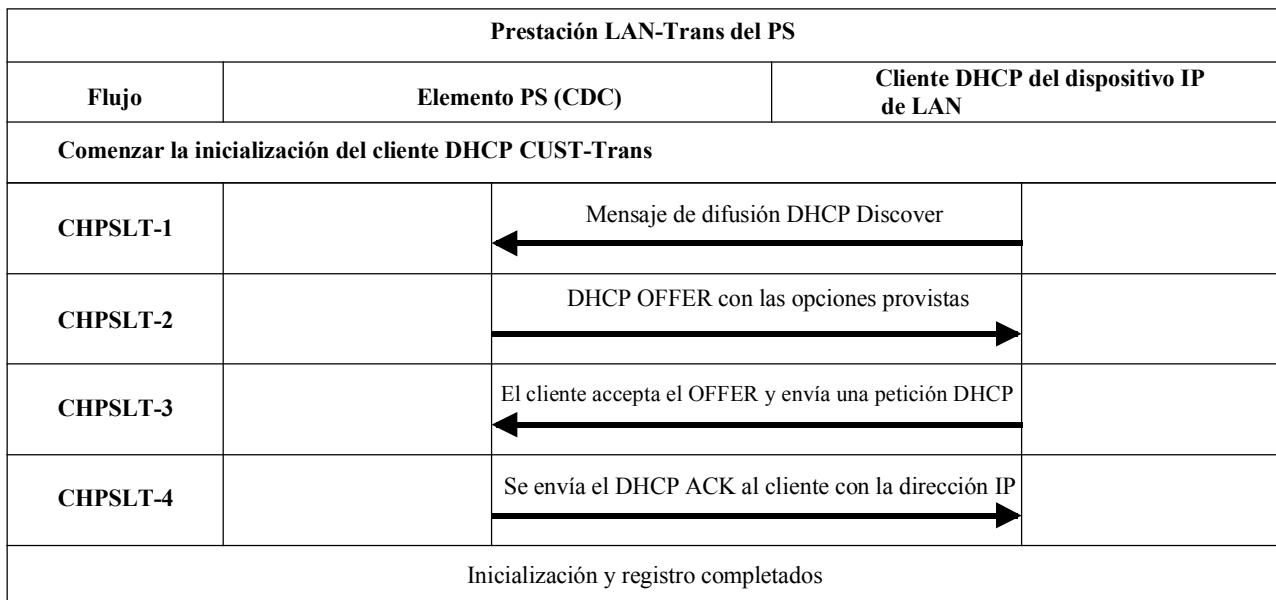 Prestación LAN-Trans del PS
Flujo
Elemento PS (CDC)
Cliente DHCP del dispositivo IP
de LAN
Comenzar la inicialización del cliente DHCP CUST-Trans
CHPSLT-1
Mensaje de difusión DHCP Discover
CHPSLT-2
DHCP OFFER con las opciones provistas
CHPSLT-3
El cliente accepta el OFFER y envía una petición DHCP
CHPSLT-4
Se envía el DHCP ACK al cliente con la dirección IP
Inicialización y registro completados